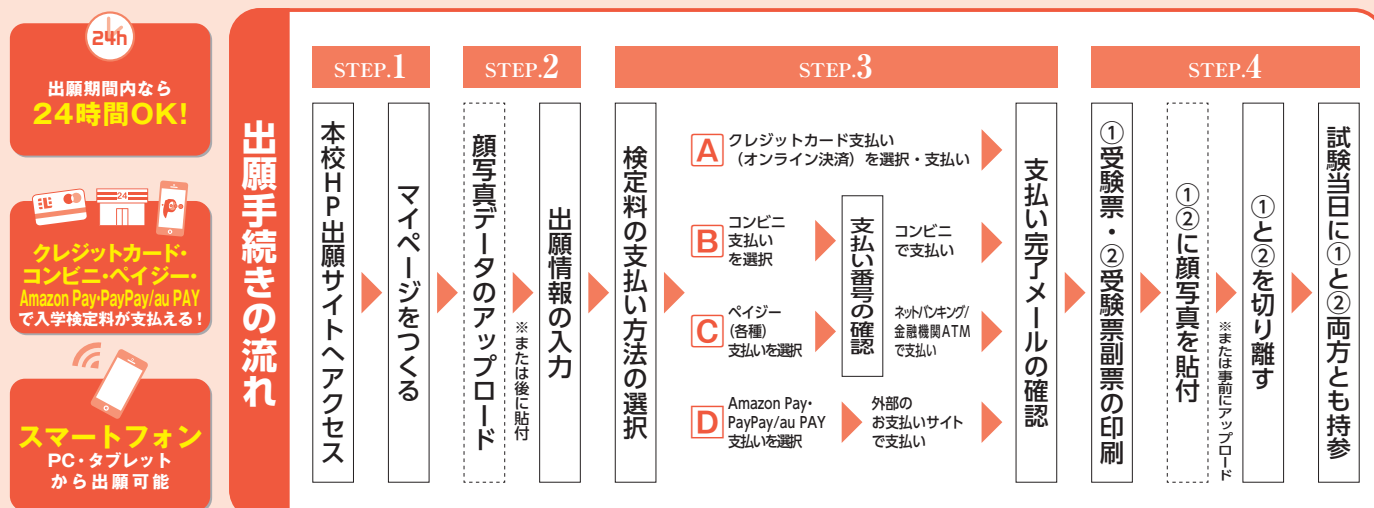 24h
出願期間内なら
24時間OK!
24
クレジットカード・
コンビニ・ペイジー・
Amazon Pay・PayPay/au PAY
で入学検定料が支払える!
スマートフォン
PC・タブレット
から出願可能
出願手続きの流れ
STEP.1
本校HP出願サイトへアクセス
マイページをつくる
STEP.2
顔写真データのアップロード
※または後に貼付
出願情報の入力
STEP.3
検定料の支払い方法の選択
A
クレジットカード支払い
(オンライン決済)を選択・支払い
B
コンビニ
支払い
を選択
支払い番号の確認
コンビニ
で支払い
C
ペイジー
(各種)
支払いを選択
ネットバンキング/
金融機関ATM
で支払い
D
Amazon Pay・
PayPay/au PAY
支払いを選択
外部の
お支払いサイト
で支払い
支払い完了メールの確認
STEP.4
①受験票・②受験票副票の印刷
①②に顔写真を貼付
※または事前にアップロード
①と②を切り離す
試験当日に①と②両方とも持参